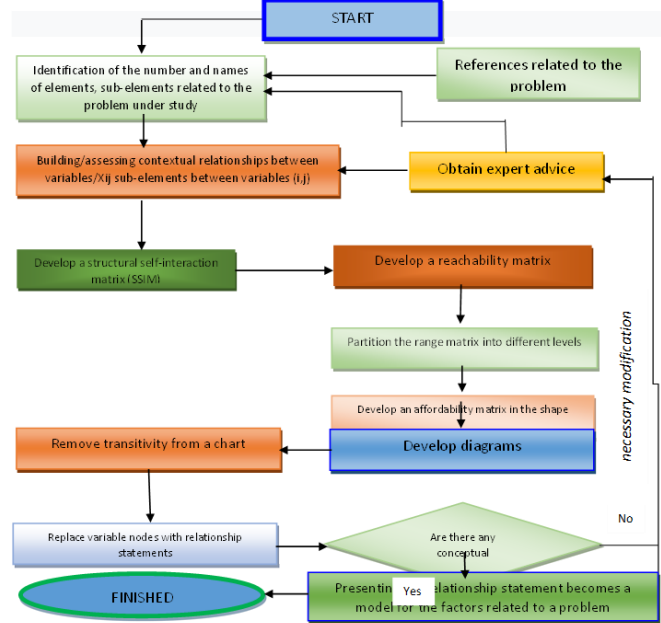 START
Identification of the number and names
of elements, sub-elements related to the
problem under study
References related to the
problem
Building/assessing contextual relationships between
variables/Xij sub-elements between variables (i,j)
Obtain expert advice
Develop a structural self-interaction
matrix (SSIM)
Develop a reachability matrix
necessary modification
Partition the range matrix into different levels
Develop an affordability matrix in the shape
Develop diagrams
Remove transitivity from a chart
No
Replace variable nodes with relationship
statements
Are there any
conceptual
Yes
Presenting relationship statement becomes a
model for the factors related to a problem
FINISHED